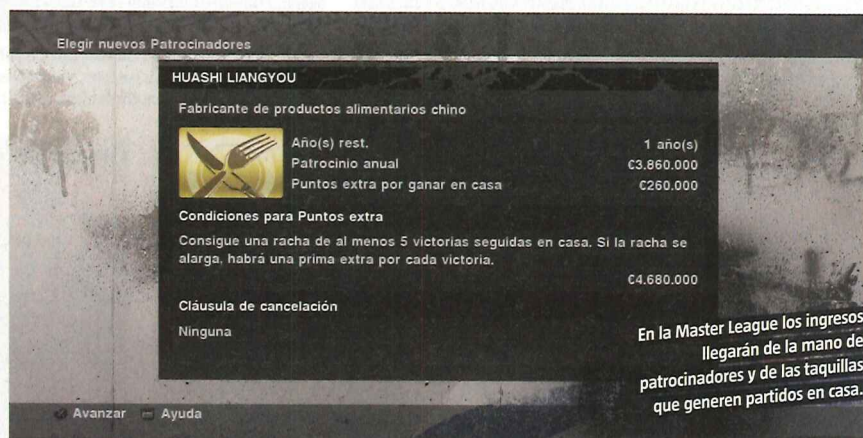 Elegir nuevos Patrocinadores
HUASHI LIANGYOU
Fabricante de productos alimentarios chino
Año(s) rest. 1 año(s)
Patrocinio anual €3.860.000
Puntos extra por ganar en casa €260.000
Condiciones para Puntos extra
Consigue una racha de al menos 5 victorias seguidas en casa. Si la racha se
alarga, habrá una prima extra por cada victoria.
€4.680.000
Cláusula de cancelación
Ninguna
En la Master League los ingresos
llegarán de la mano de
patrocinadores y de las taquillas
que generen partidos en casa.
Avanzar Ayuda